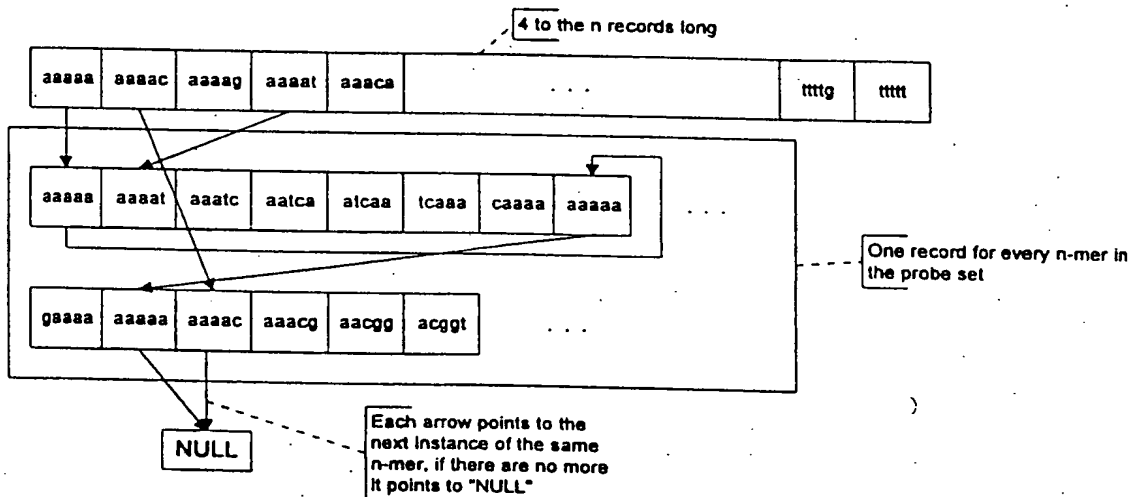 4 to the n records long
aaaaa aaaac aaaag aaaat aaaca . . . ttttg ttttt
aaaaa aaaat aaatc aatca atcaa tcaaa caaaa aaaaa . . .
One record for every n-mer in
the probe set
gaaaa aaaaa aaaac aaacg aacgg acggt . . .
Each arrow points to the
next instance of the same
n-mer, if there are no more
it points to "NULL"
NULL